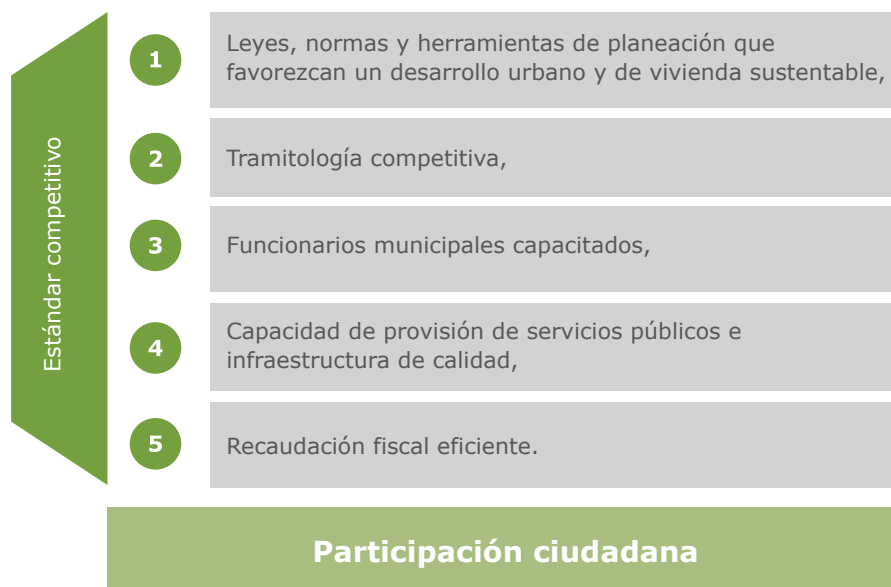 Estándar competitivo
1
Leyes, normas y herramientas de planeación que
favorezcan un desarrollo urbano y de vivienda sustentable,
2
Tramitología competitiva,
3
Funcionarios municipales capacitados,
4
Capacidad de provisión de servicios públicos e
infraestructura de calidad,
5
Recaudación fiscal eficiente.
Participación ciudadana